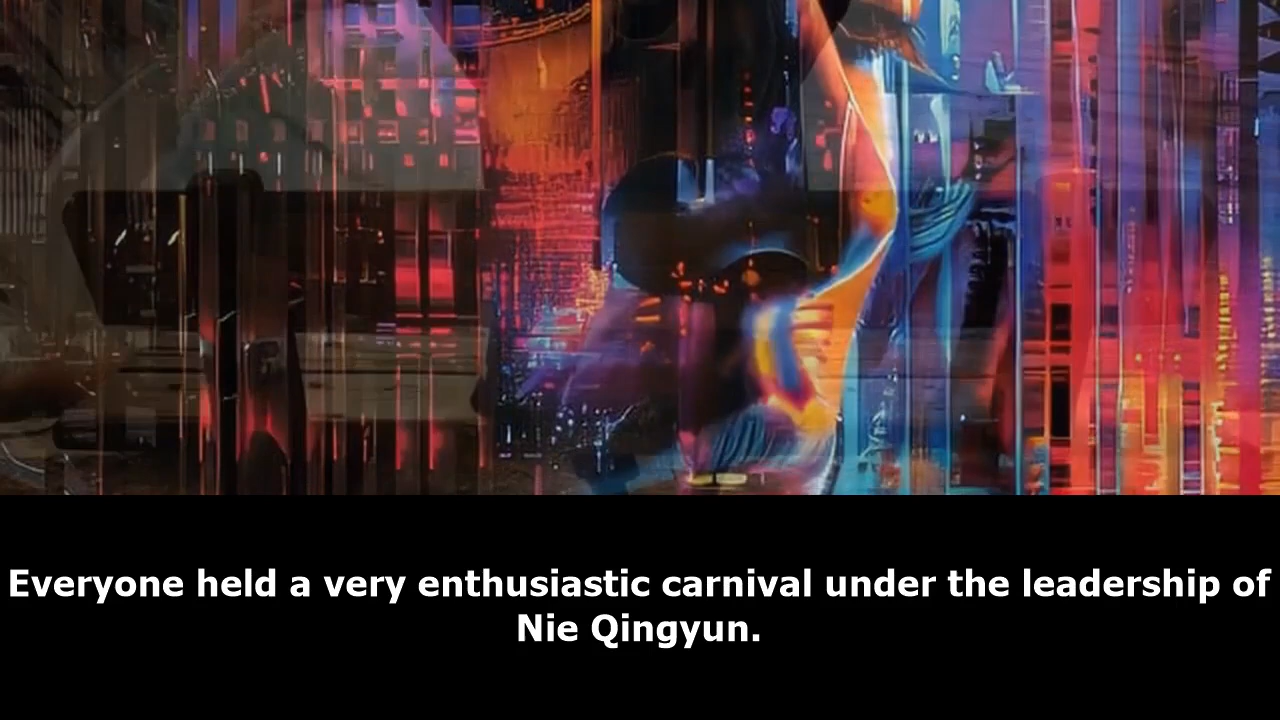 Everyone held a very enthusiastic carnival under the leadership of
Nie Qingyun.